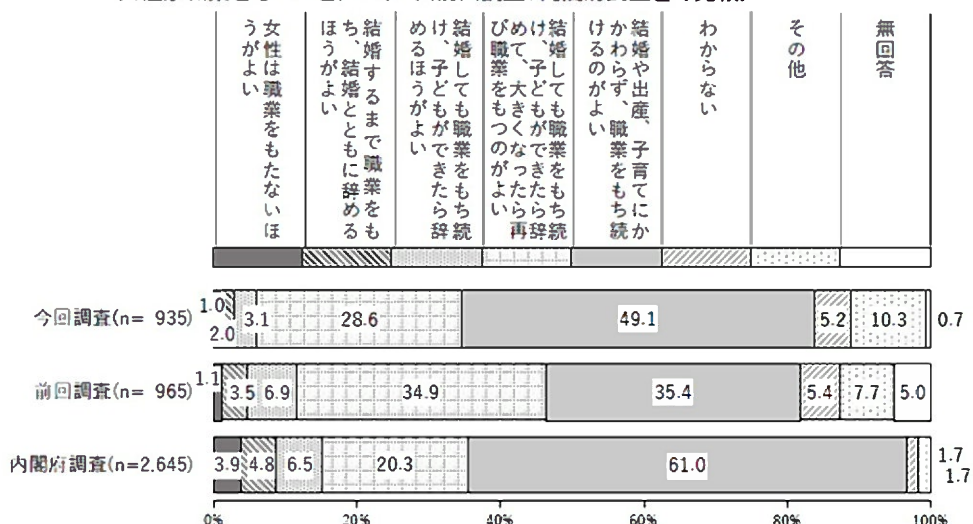 女性は職業をもたないほ
うがよい
結婚するまで職業をも
ち、結婚とともに辞める
ほうがよい
結婚しても職業をもち続
け、子どもができたら辞
めるほうがよい
結婚しても職業をもち続
け、子どもができたら辞
めて、大きくなったら再
び職業をもつのがよい
結婚や出産、子育てにか
かわらず、職業をもち続
けるのがよい
わからない
その他
無回答
今回調査(n= 935)
1.0
2.0
3.1
28.6
49.1
5.2
10.3
0.7
前回調査(n= 965)
1.1
3.5
6.9
34.9
35.4
5.4
7.7
5.0
内閣府調査(n=2.645)
3.9
4.8
6.5
20.3
61.0
1.7
1.7
0%
20%
40%
60%
80%
100%